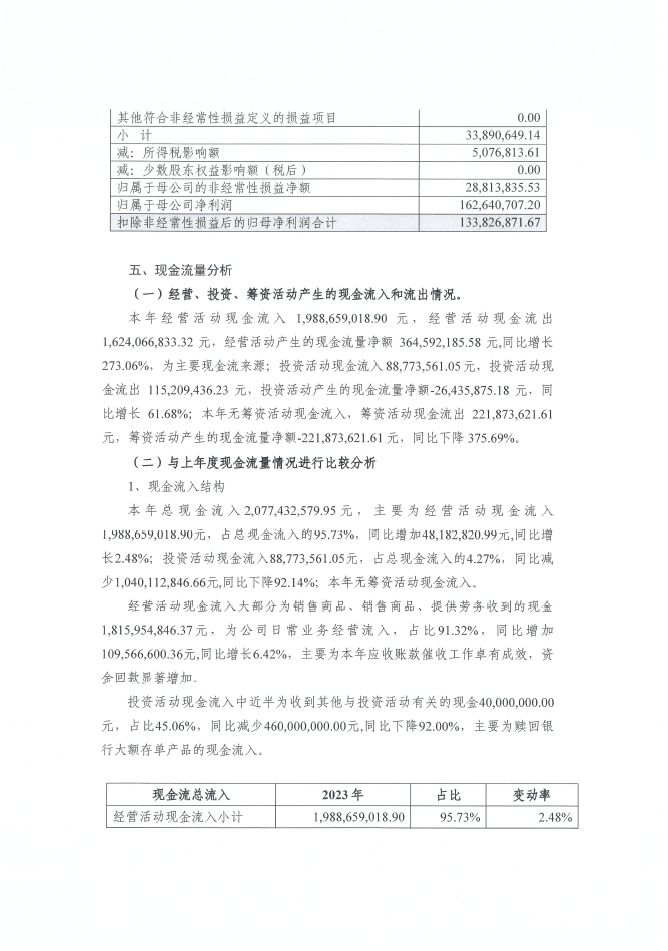 其他符合非经常性损益定义的损益项目 0.00
小 计 33,890,649.14
减：所得税影响额 5,076,813.61
减：少数股东权益影响额（税后） 0.00
归属于母公司的非经常性损益净额 28,813,835.53
归属于母公司净利润 162,640,707.20
扣除非经常性损益后的归母净利润合计 133,826,871.67
五、现金流量分析
（一）经营、投资、筹资活动产生的现金流入和流出情况。
本年经营活动现金流入 1,988,659,018.90 元，经营活动现金流出
1,624,066,833.32 元，经营活动产生的现金流量净额 364,592,185.58 元,同比增长
273.06%，为主要现金流来源；投资活动现金流入 88,773,561.05 元，投资活动现
金流出 115,209,436.23 元，投资活动产生的现金流量净额-26,435,875.18 元，同
比增长 61.68%；本年无筹资活动现金流入，筹资活动现金流出 221,873,621.61
元，筹资活动产生的现金流量净额-221,873,621.61 元，同比下降 375.69%。
（二）与上年度现金流量情况进行比较分析
1、现金流入结构
本年总现金流入 2,077,432,579.95 元，主要为经营活动现金流入
1,988,659,018.90元，占总现金流入的95.73%，同比增加48,182,820.99元,同比增
长2.48%；投资活动现金流入88,773,561.05元，占总现金流入的4.27%，同比减
少1,040,112,846.66元,同比下降92.14%；本年无筹资活动现金流入。
经营活动现金流入大部分为销售商品、销售商品、提供劳务收到的现金
1,815,954,846.37元，为公司日常业务经营流入，占比91.32%，同比增加
109,566,600.36元,同比增长6.42%，主要为本年应收账款催收工作卓有成效，资
金回款显著增加.
投资活动现金流入中近半为收到其他与投资活动有关的现金40,000,000.00
元，占比45.06%，同比减少460,000,000.00元,同比下降92.00%，主要为赎回银
行大额存单产品的现金流入。
现金流总流入 2023 年 占比 变动率
经营活动现金流入小计 1,988,659,018.90 95.73% 2.48%